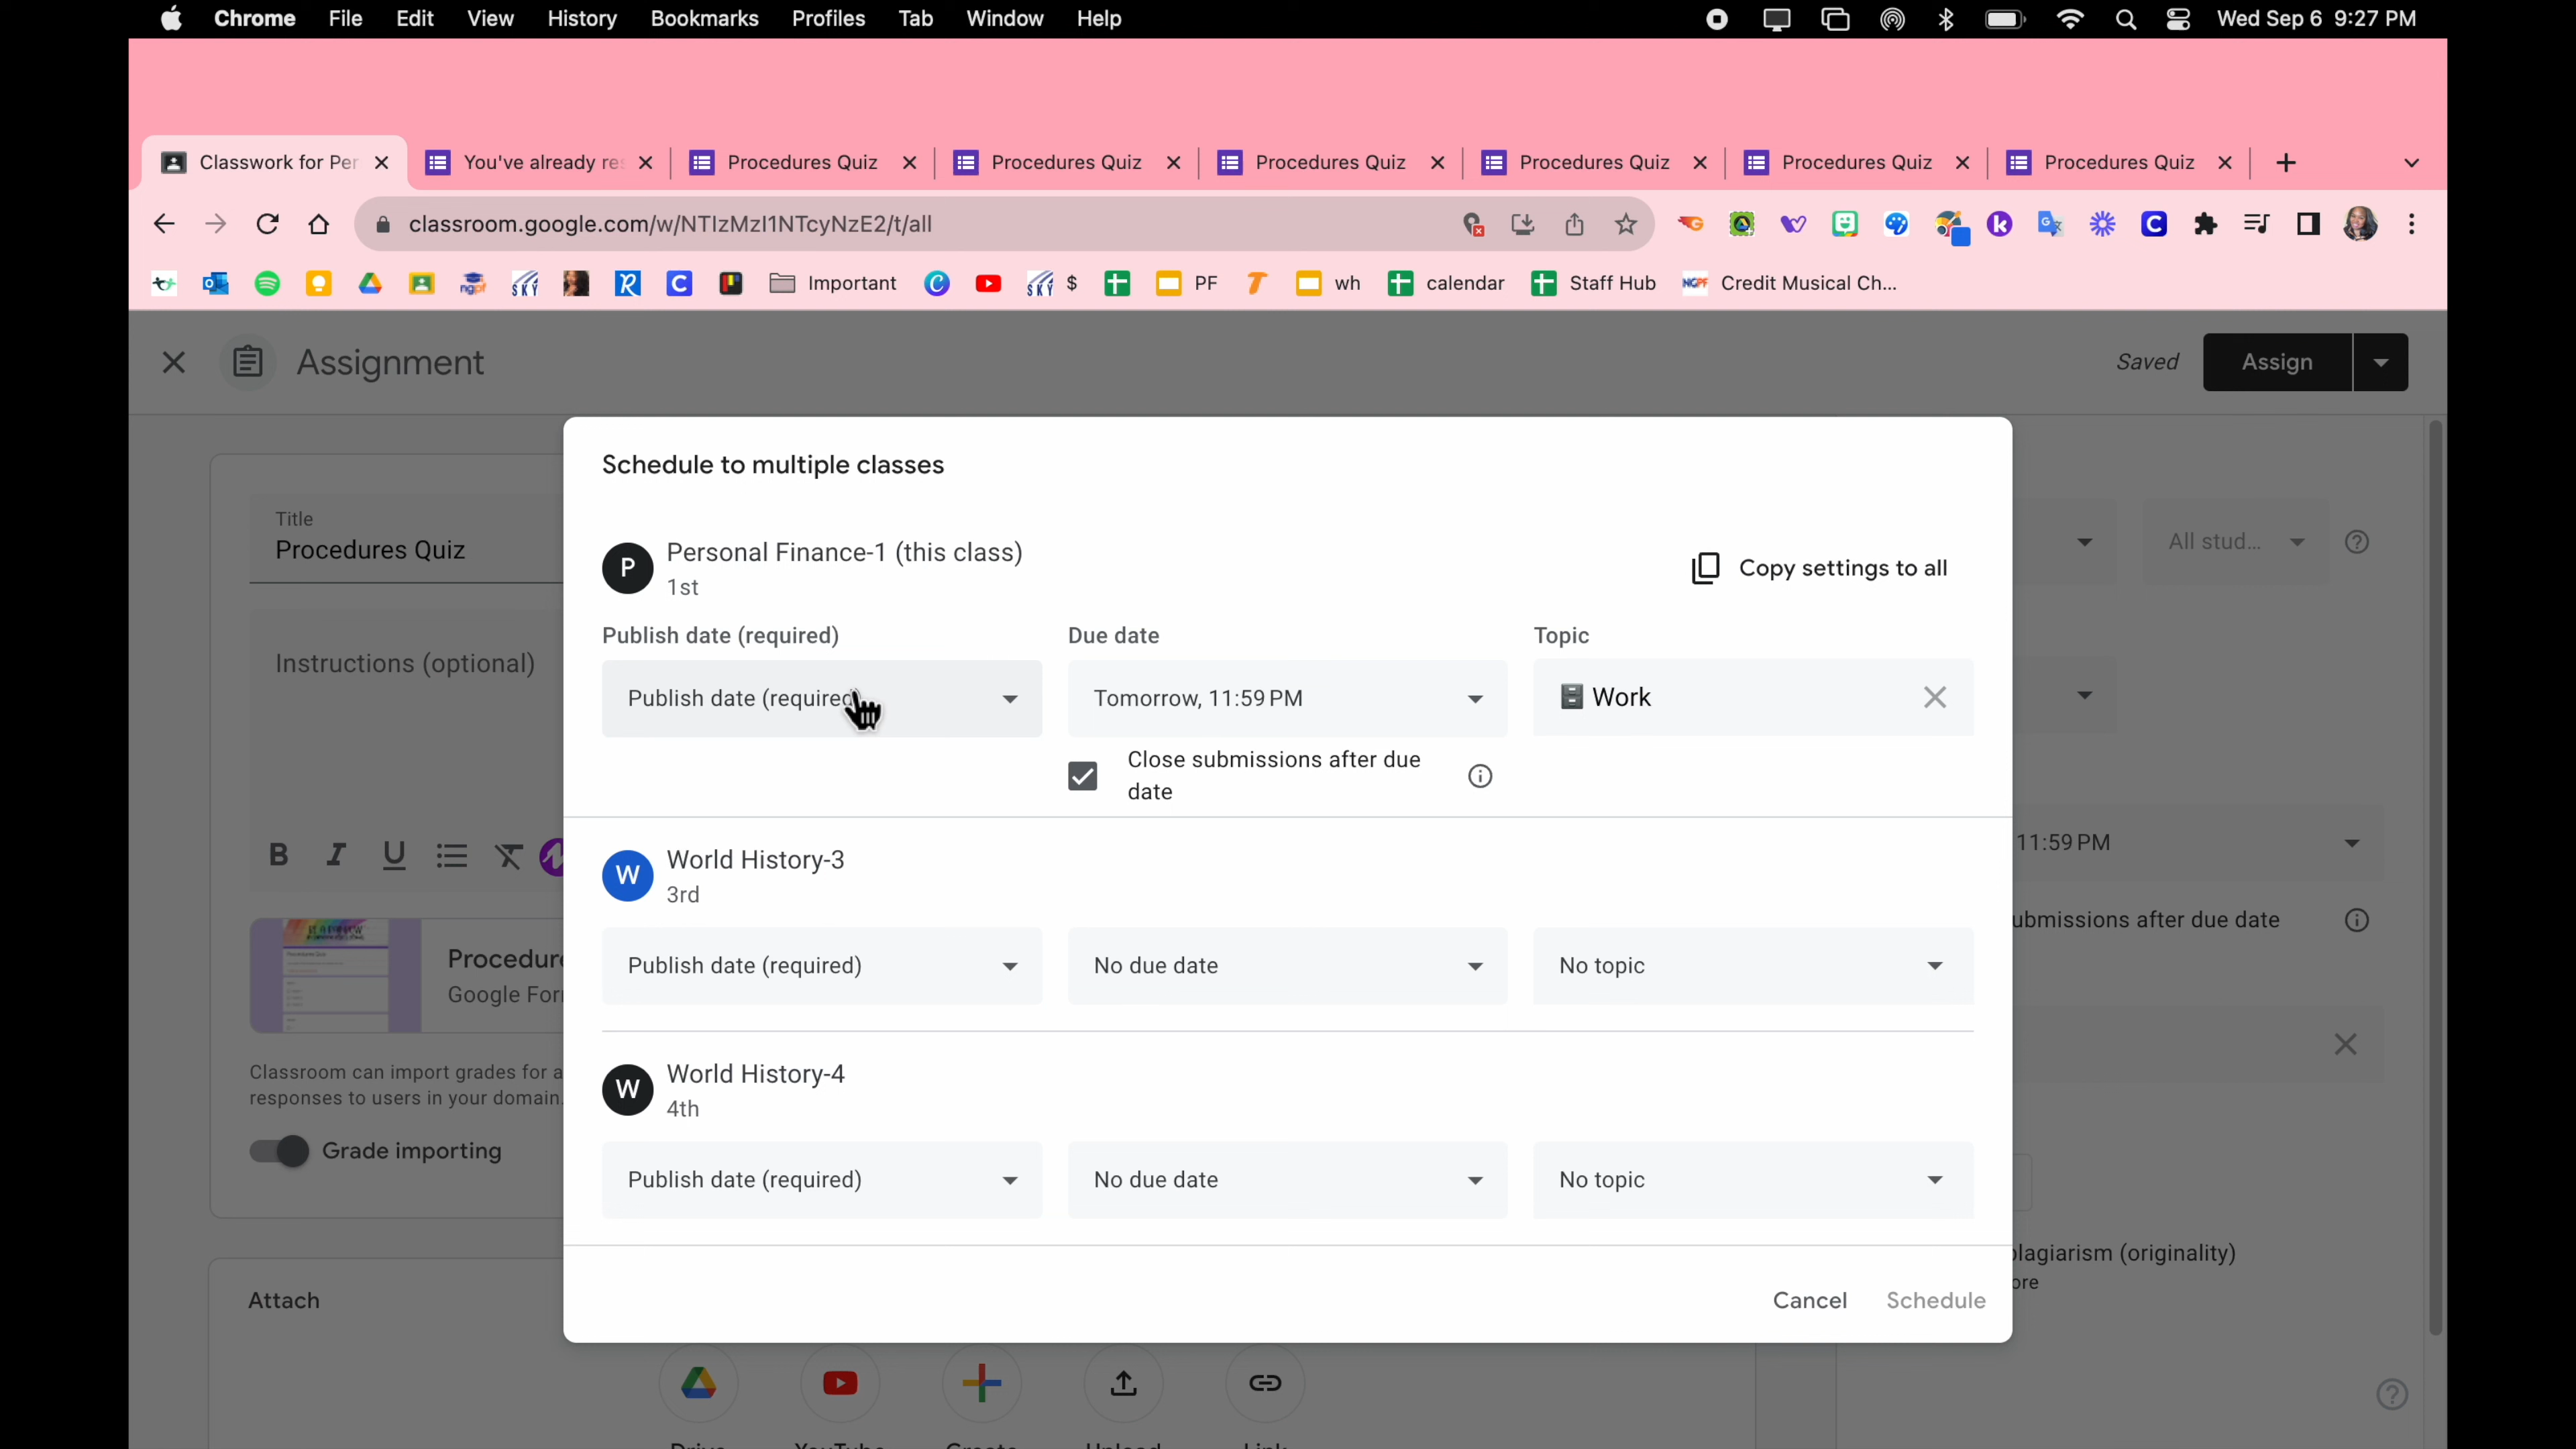 Chrome File Edit View History Bookmarks Profiles Tab Window Help Wed Sep 6 9:27 PM
Classwork for Per You've already re Procedures Quiz Procedures Quiz Procedures Quiz Procedures Quiz Procedures Quiz Procedures Quiz
classroom.google.com/w/NTIzMzI1NTcyNzE2/t/all
Important $ PF wh calendar Staff Hub Credit Musical Ch...
Assignment Saved Assign
Schedule to multiple classes
Title
Procedures Quiz
P Personal Finance-1 (this class)
1st
Copy settings to all
All stud...
Publish date (required) Due date Topic
Instructions (optional)
Publish date (required) Tomorrow, 11:59 PM Work
Close submissions after due
date
B I U
W World History-3
3rd
11:59 PM
ubmissions after due date
Procedure
Google For
Publish date (required) No due date No topic
Classroom can import grades for a
responses to users in your domain.
W World History-4
4th
Grade importing
Publish date (required) No due date No topic
lagiarism (originality)
ore
Attach
Cancel Schedule
Drive YouTube Create Upload Link